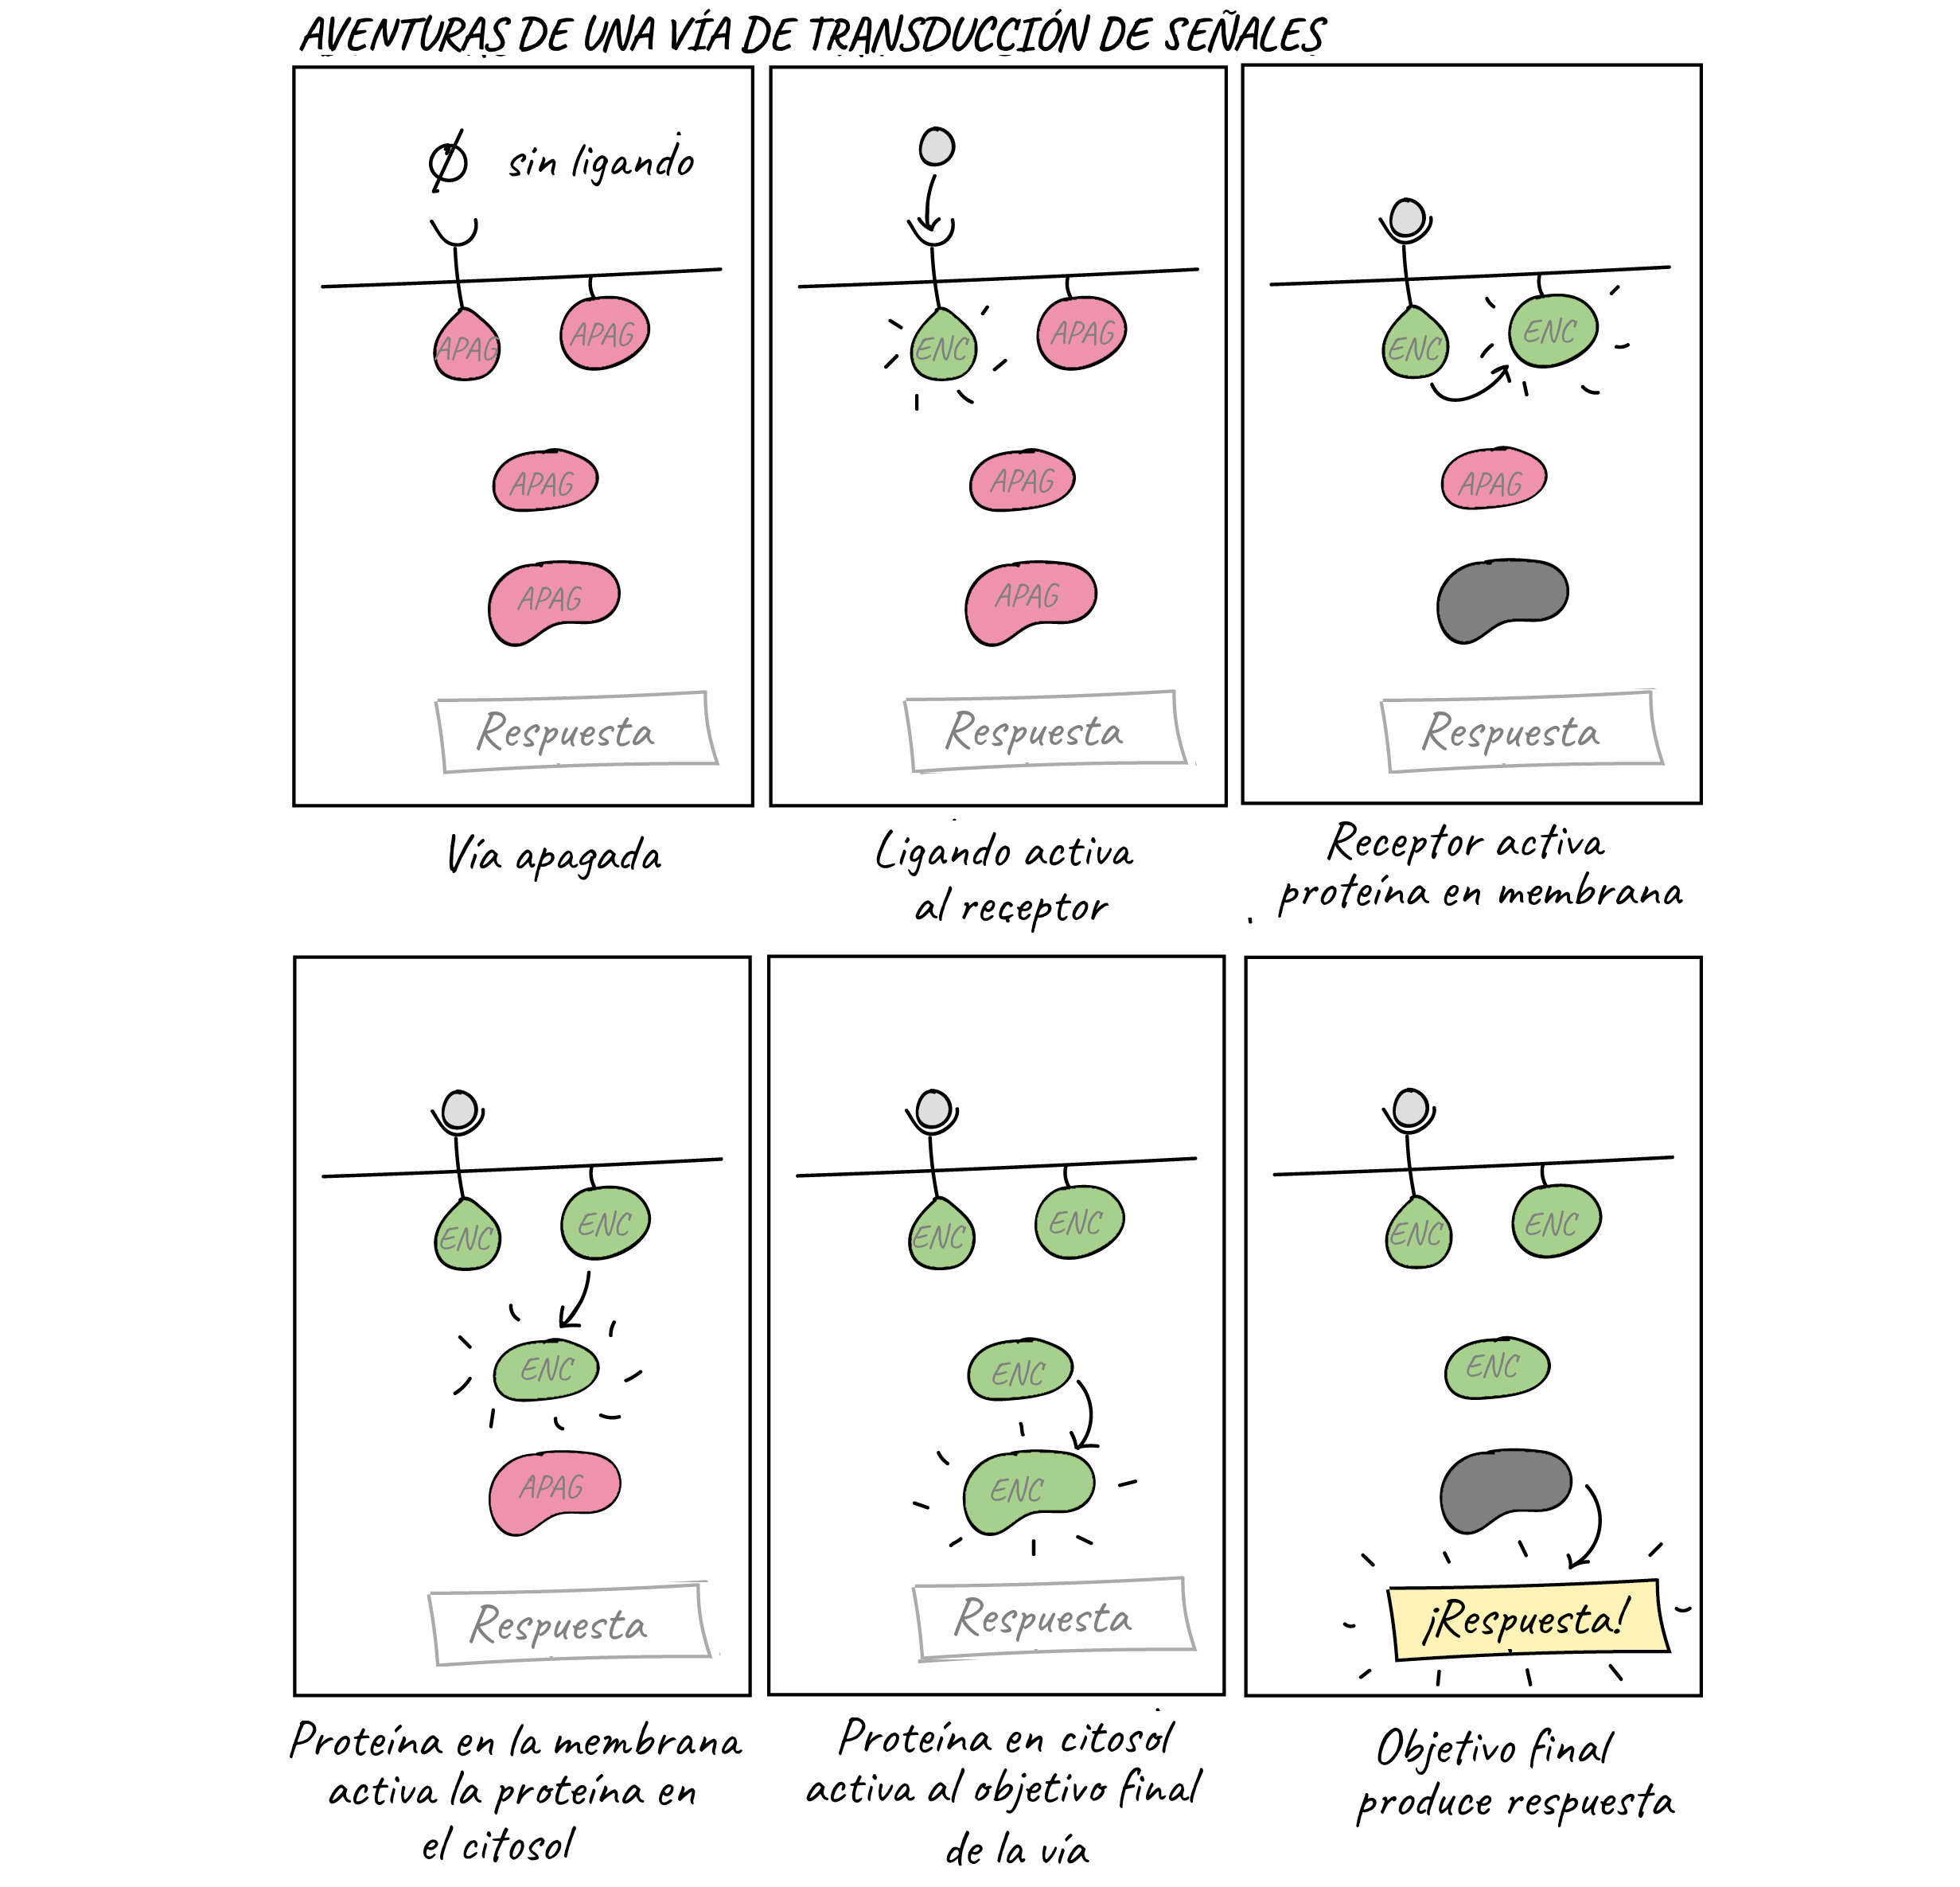 AVENTURAS DE UNA VÍA DE TRANSDUCCIÓN DE SEÑALES
sin ligando
APAG
APAG
APAG
APAG
Respuesta
Vía apagada
ENC
APAG
APAG
APAG
Respuesta
Ligando activa
al receptor
ENC
ENC
APAG
Respuesta
Receptor activa
proteína en membrana
ENC
ENC
ENC
APAG
Respuesta
Proteína en la membrana
activa la proteína en
el citosol
ENC
ENC
ENC
ENC
Respuesta
Proteína en citosol
activa al objetivo final
de la vía
ENC
ENC
ENC
¡Respuesta!
Objetivo final
produce respuesta